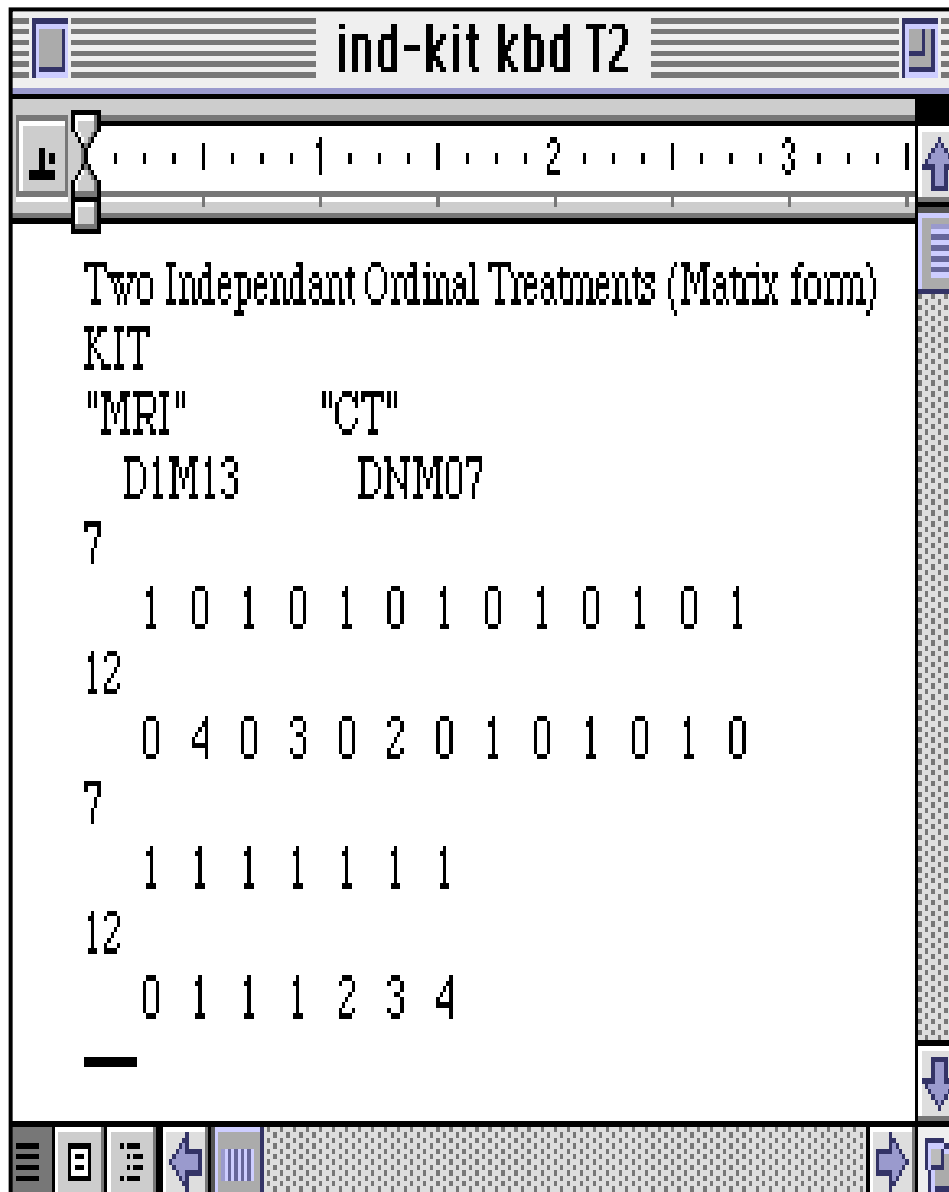 ind-kit kbd T2
1 2 3
Two Independant Ordinal Treatments (Matrix form)
KIT
"MRI" "CT"
D1M13 DNM07
7
1 0 1 0 1 0 1 0 1 0 1 0 1
12
0 4 0 3 0 2 0 1 0 1 0 1 0
7
1 1 1 1 1 1 1
12
0 1 1 1 2 3 4